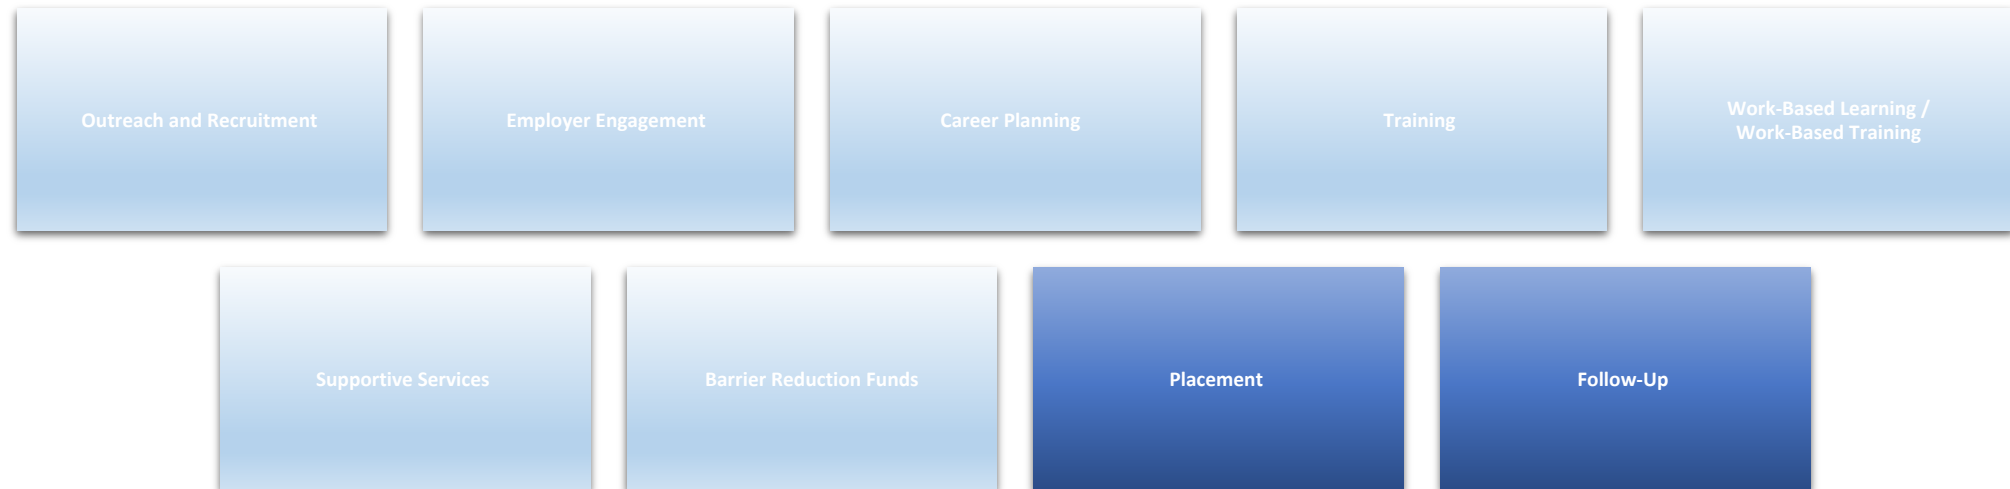 Outreach and Recruitment
Employer Engagement
Career Planning
Training
Work-Based Learning /
Work-Based Training
Supportive Services
Barrier Reduction Funds
Placement
Follow-Up